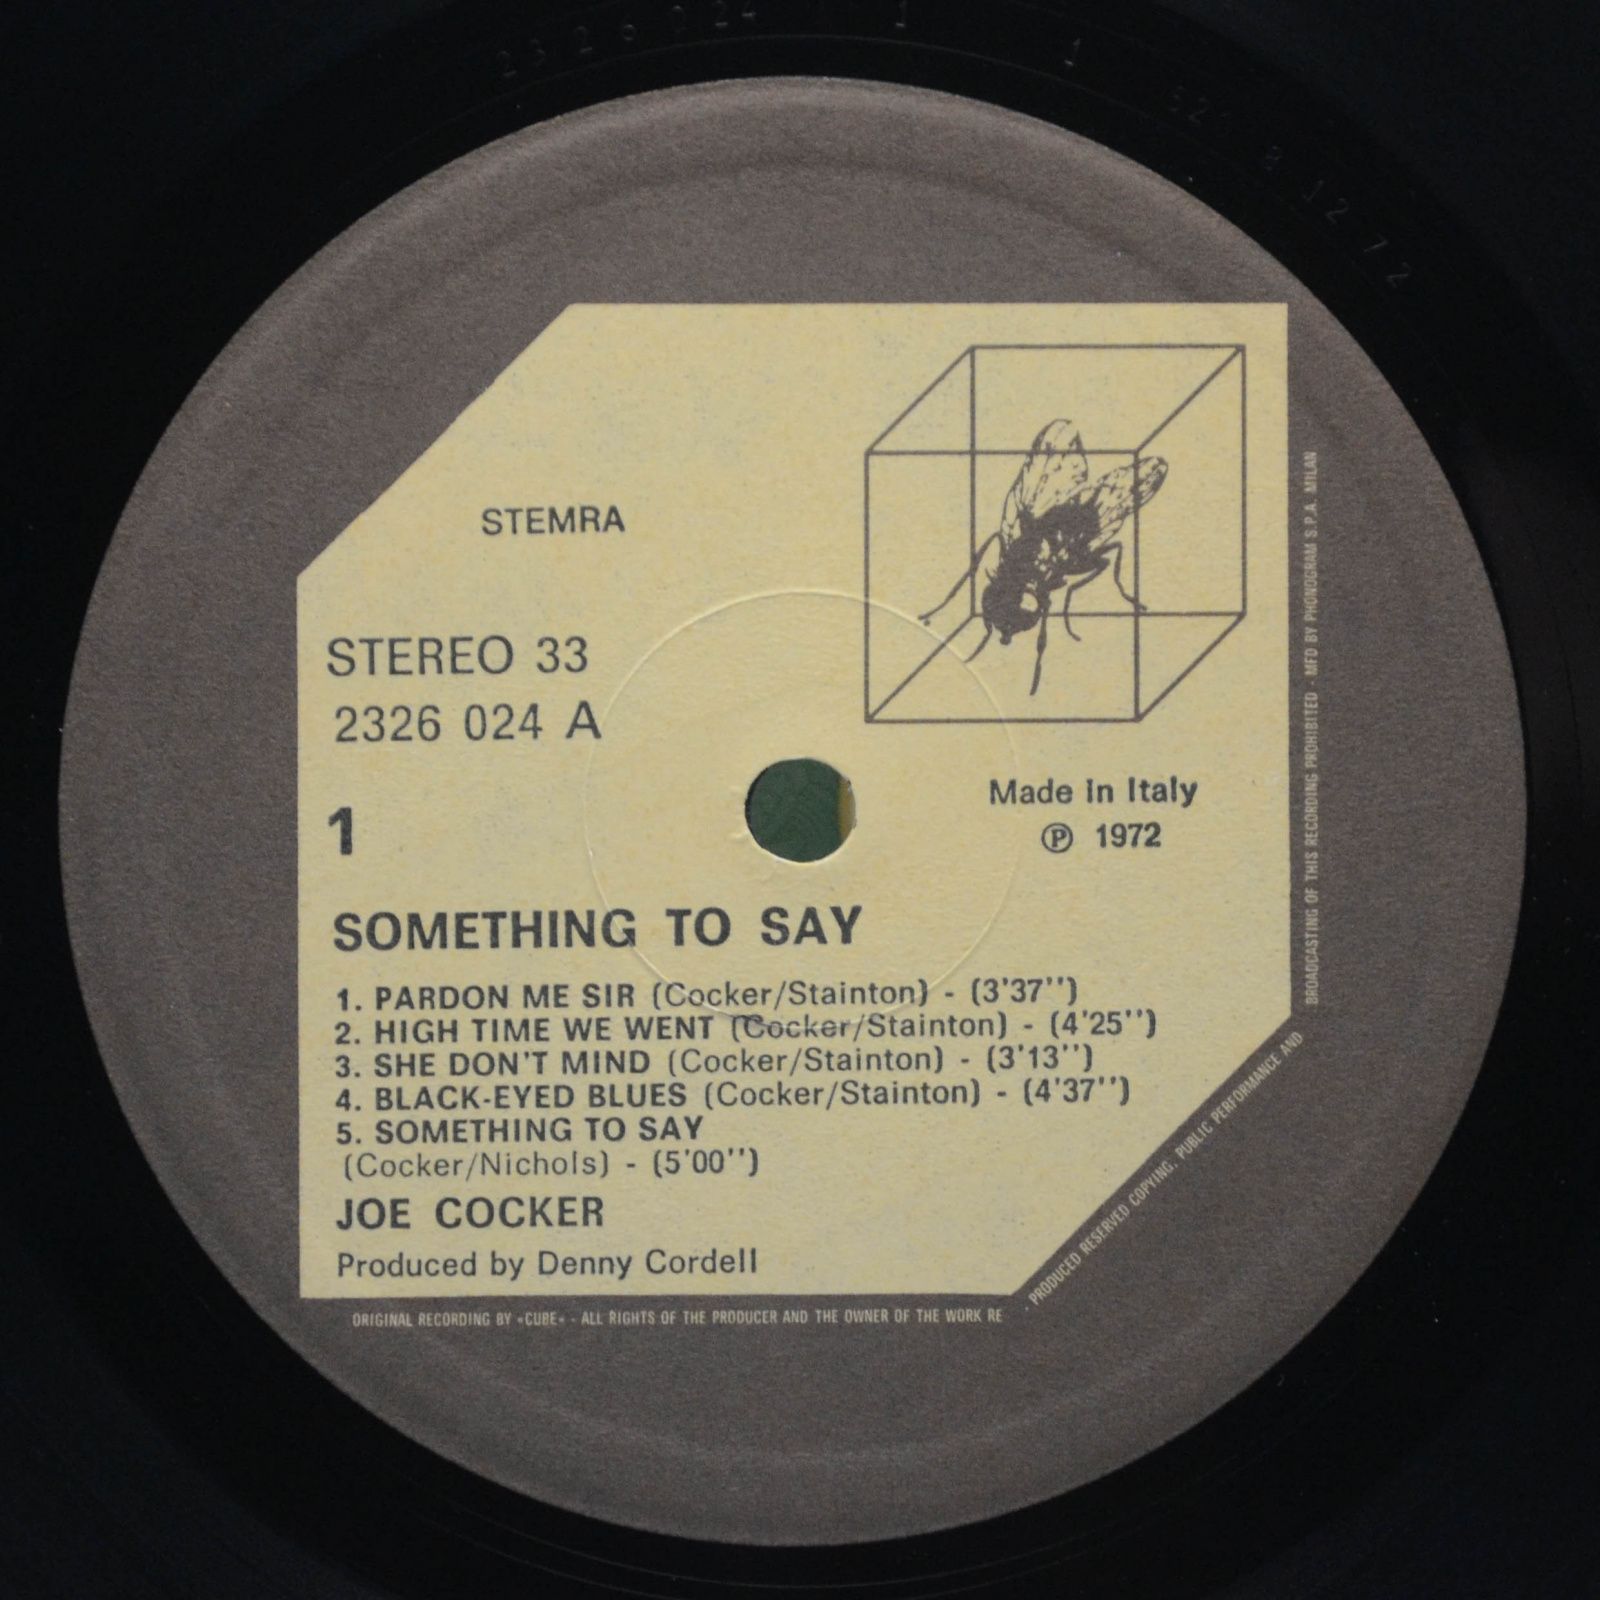 2326024 1 1
STEMRA
STEREO 33
2326 024 A
1
Made in Italy
Ⓟ 1972
SOMETHING TO SAY
1. PARDON ME SIR (Cocker/Stainton) - (3'37'')
2. HIGH TIME WE WENT (Cocker/Stainton) - (4'25'')
3. SHE DON'T MIND (Cocker/Stainton) - (3'13'')
4. BLACK-EYED BLUES (Cocker/Stainton) - (4'37'')
5. SOMETHING TO SAY
(Cocker/Nichols) - (5'00'')
JOE COCKER
Produced by Denny Cordell
ORIGINAL RECORDING BY «CUBE» - ALL RIGHTS OF THE PRODUCER AND THE OWNER OF THE WORK RE
PRODUCED RESERVED COPYING, PUBLIC PERFORMANCE AND
BROADCASTING OF THIS RECORDING PROHIBITED - MFD BY PHONOGRAM S.P.A. MILAN